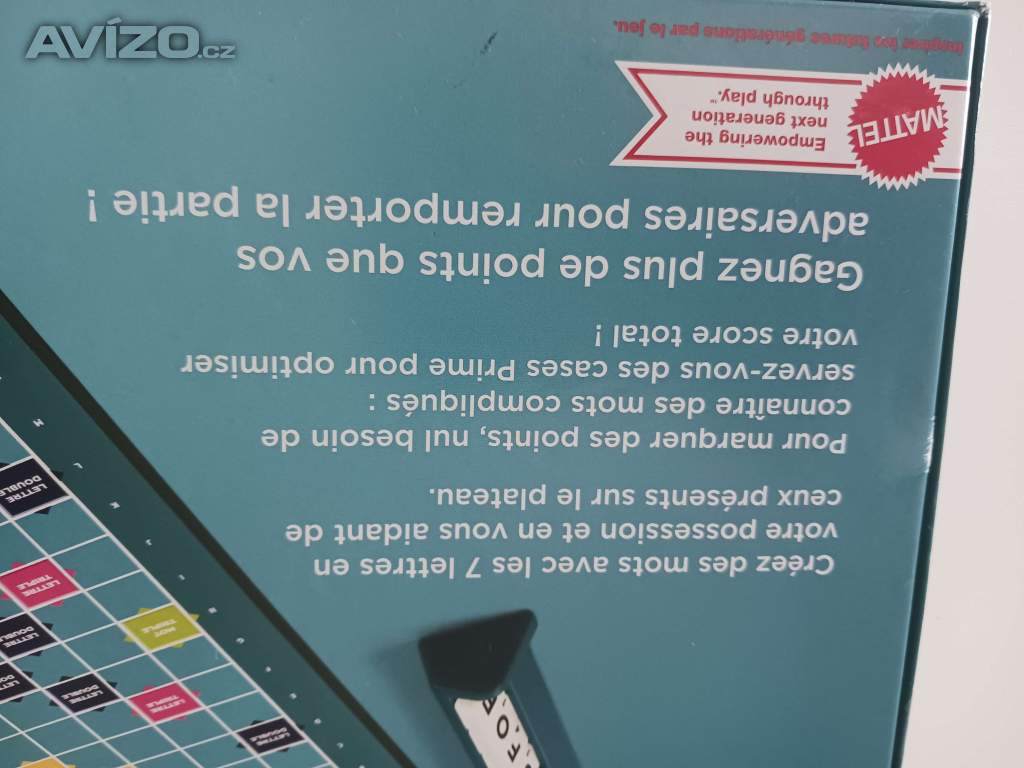 AVÍZO.cz
Créez des mots avec les 7 lettres en
votre possession et en vous aidant de
ceux présents sur le plateau.
Pour marquer des points, nul besoin de
connaître des mots compliqués :
servez-vous des cases Prime pour optimiser
votre score total !
Gagnez plus de points que vos
adversaires pour remporter la partie !
MATTEL
Empowering the
next generation
through play.™
Inspirer les futures générations par le jeu.
LETTRE
DOUBLE
LETTRE
TRIPLE
MOT
TRIPLE
LETTRE
DOUBLE
LETTRE
DOUBLE
LETTRE
TRIPLE
LETTRE
DOUBLE